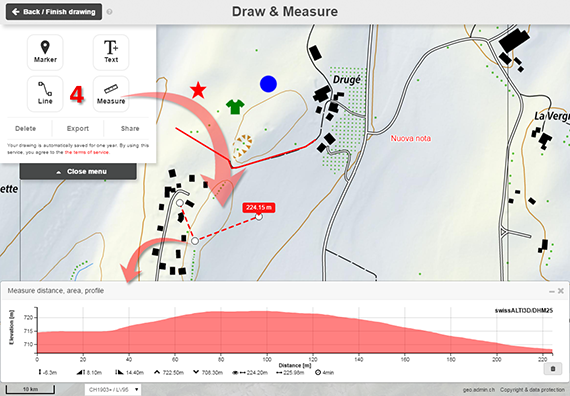 Back / Finish drawing
Draw & Measure
Marker
Text
Line
4
Measure
Delete
Export
Share
Your drawing is automatically saved for one year. By using this
service, you agree to the the terms of service.
Close menu
Drugé
Nuova nota
La Vergn
ette
224.15 m
Measure distance, area, profile
swissALTI3D/DHM25
Elevation [m]
720
715
710
0 20 40 60 80 100 120 140 160 180 200 220
Distance [m]
-6.3m 8.10m 14.40m 722.50m 708.30m 224.20m 225.95m 4min
10 km
CH1903+ / LV95
geo.admin.ch Copyright & data protection